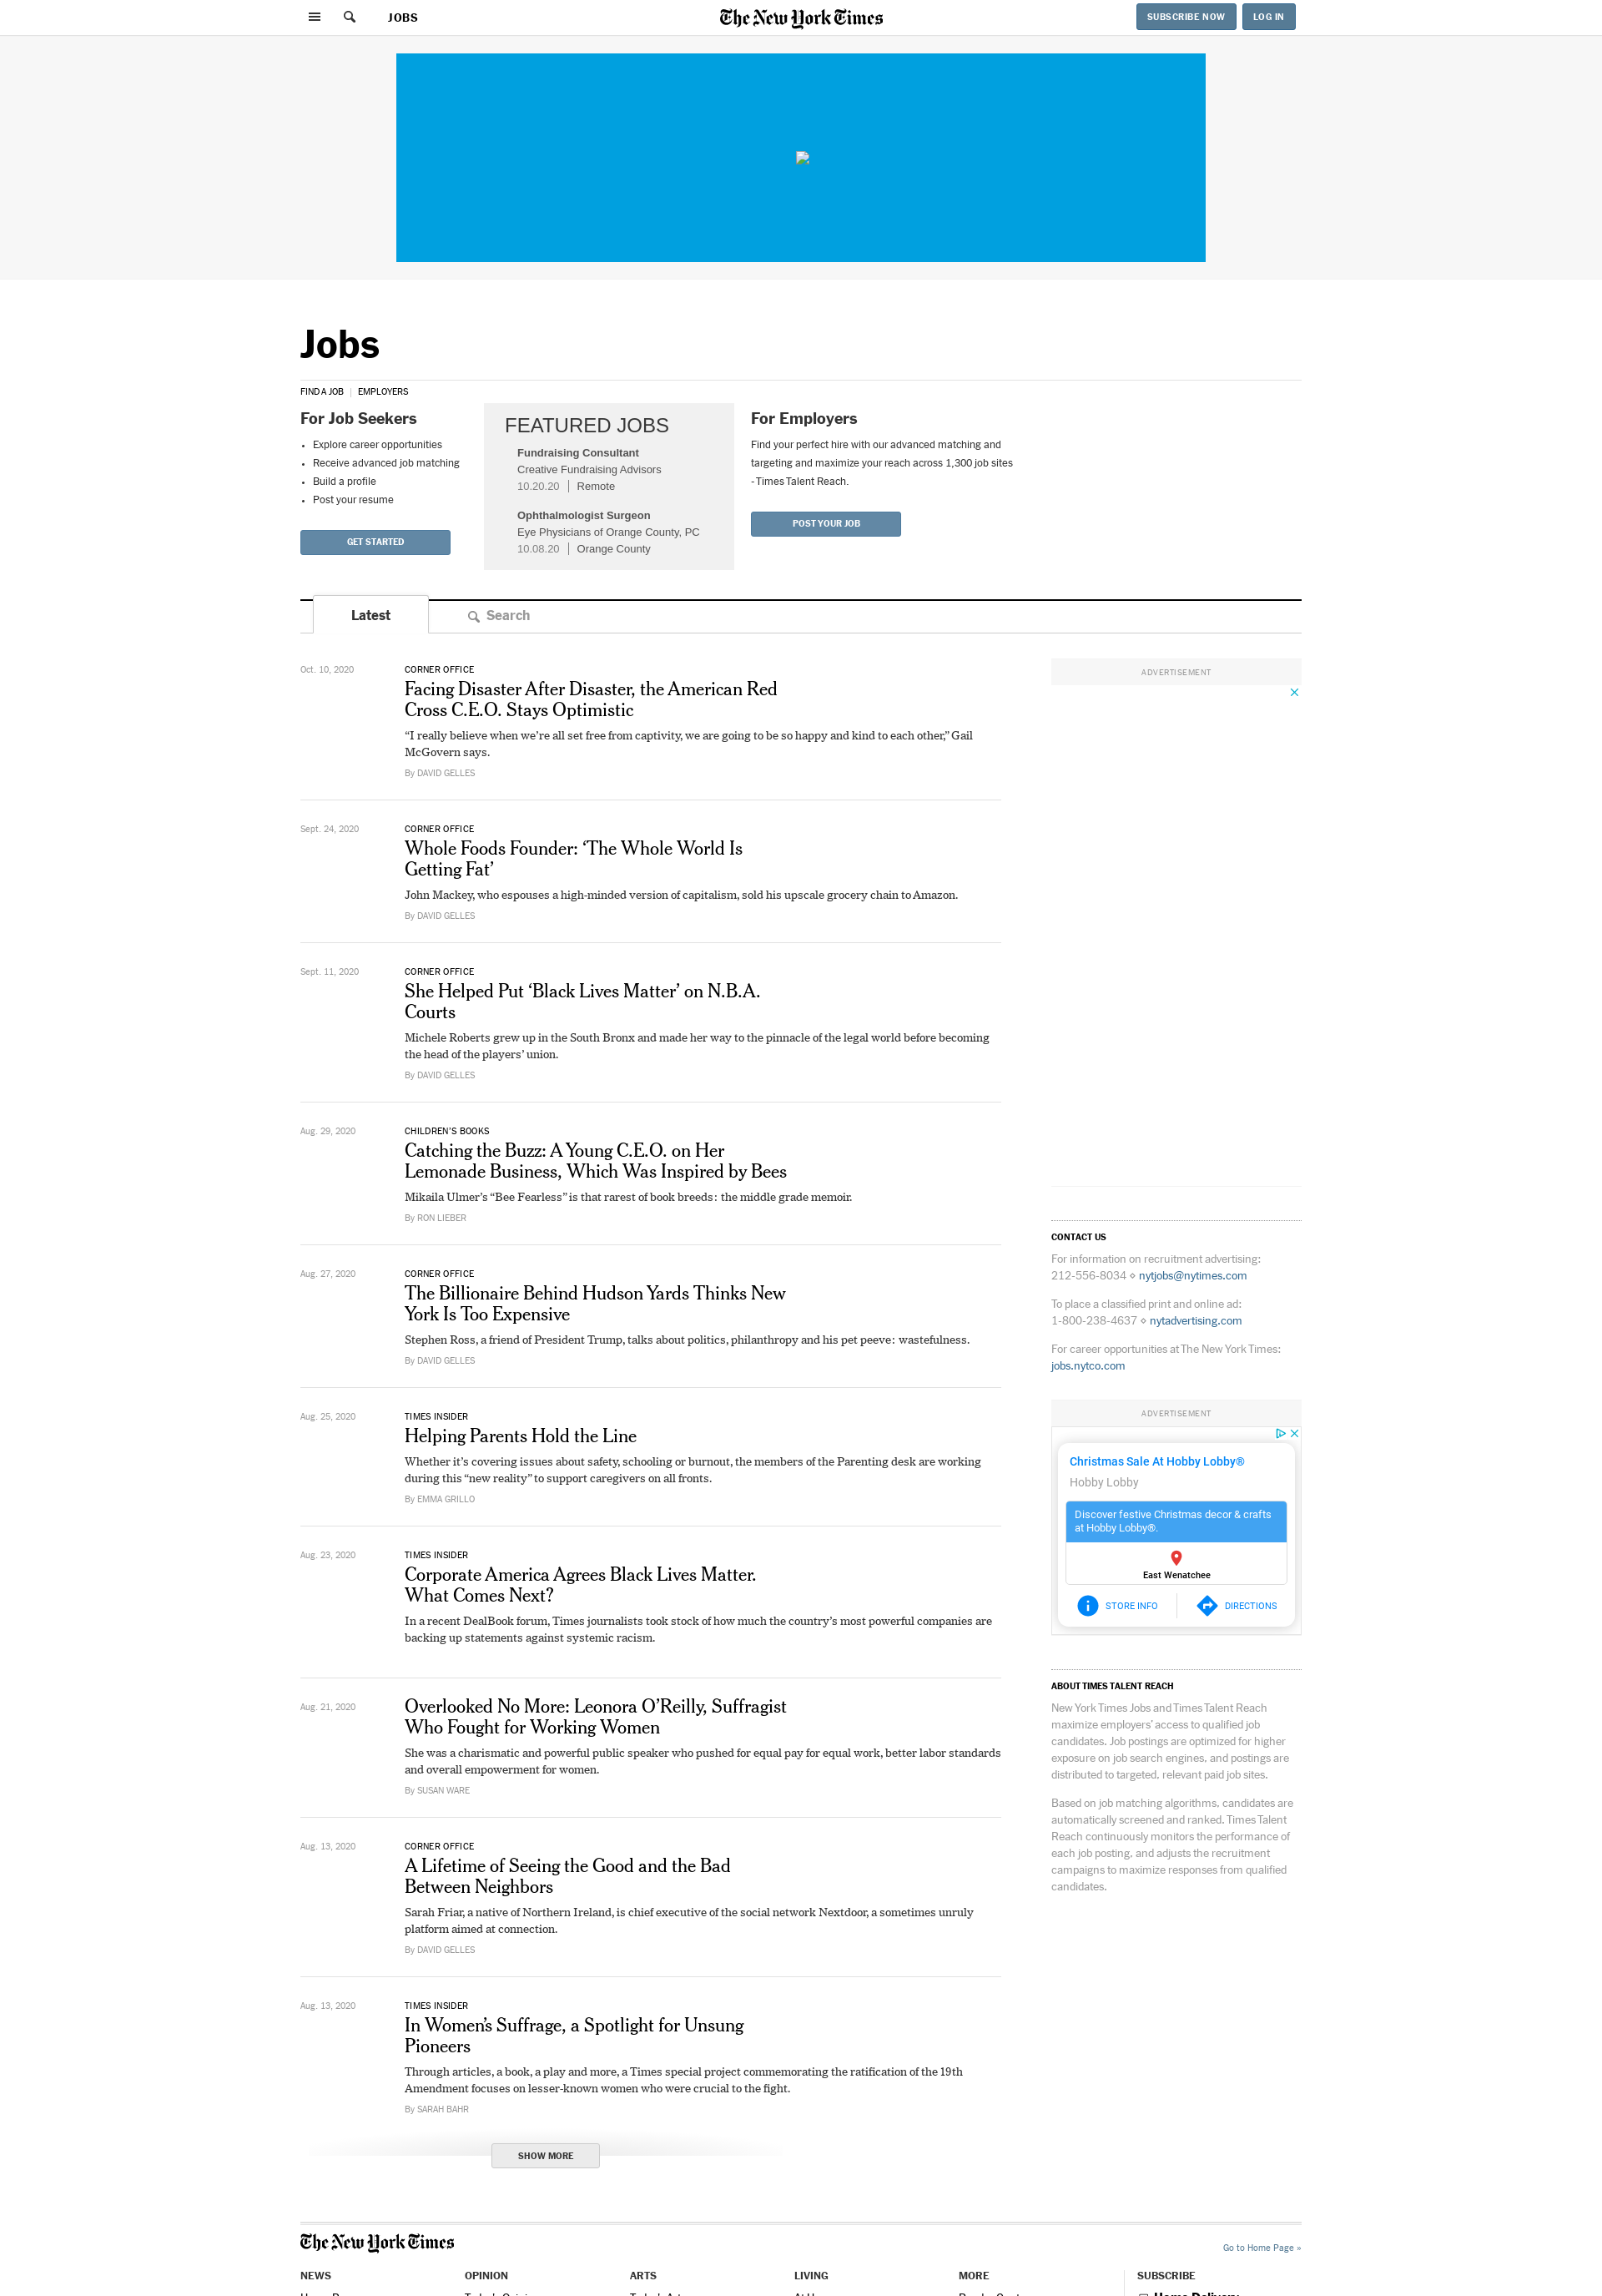 JOBS
The New York Times
SUBSCRIBE NOW
LOG IN
Jobs
FIND A JOB | EMPLOYERS
For Job Seekers
Explore career opportunities
Receive advanced job matching
Build a profile
Post your resume
GET STARTED
FEATURED JOBS
Fundraising Consultant
Creative Fundraising Advisors
10.20.20 | Remote
Ophthalmologist Surgeon
Eye Physicians of Orange County, PC
10.08.20 | Orange County
For Employers
Find your perfect hire with our advanced matching and
targeting and maximize your reach across 1,300 job sites
- Times Talent Reach.
POST YOUR JOB
Latest
Search
Oct. 10, 2020
CORNER OFFICE
Facing Disaster After Disaster, the American Red
Cross C.E.O. Stays Optimistic
“I really believe when we’re all set free from captivity, we are going to be so happy and kind to each other,” Gail
McGovern says.
By DAVID GELLES
Sept. 24, 2020
CORNER OFFICE
Whole Foods Founder: ‘The Whole World Is
Getting Fat’
John Mackey, who espouses a high-minded version of capitalism, sold his upscale grocery chain to Amazon.
By DAVID GELLES
Sept. 11, 2020
CORNER OFFICE
She Helped Put ‘Black Lives Matter’ on N.B.A.
Courts
Michele Roberts grew up in the South Bronx and made her way to the pinnacle of the legal world before becoming
the head of the players’ union.
By DAVID GELLES
Aug. 29, 2020
CHILDREN’S BOOKS
Catching the Buzz: A Young C.E.O. on Her
Lemonade Business, Which Was Inspired by Bees
Mikaila Ulmer’s “Bee Fearless” is that rarest of book breeds: the middle grade memoir.
By RON LIEBER
Aug. 27, 2020
CORNER OFFICE
The Billionaire Behind Hudson Yards Thinks New
York Is Too Expensive
Stephen Ross, a friend of President Trump, talks about politics, philanthropy and his pet peeve: wastefulness.
By DAVID GELLES
Aug. 25, 2020
TIMES INSIDER
Helping Parents Hold the Line
Whether it’s covering issues about safety, schooling or burnout, the members of the Parenting desk are working
during this “new reality” to support caregivers on all fronts.
By EMMA GRILLO
Aug. 23, 2020
TIMES INSIDER
Corporate America Agrees Black Lives Matter.
What Comes Next?
In a recent DealBook forum, Times journalists took stock of how much the country’s most powerful companies are
backing up statements against systemic racism.
Aug. 21, 2020
Overlooked No More: Leonora O’Reilly, Suffragist
Who Fought for Working Women
She was a charismatic and powerful public speaker who pushed for equal pay for equal work, better labor standards
and overall empowerment for women.
By SUSAN WARE
Aug. 13, 2020
CORNER OFFICE
A Lifetime of Seeing the Good and the Bad
Between Neighbors
Sarah Friar, a native of Northern Ireland, is chief executive of the social network Nextdoor, a sometimes unruly
platform aimed at connection.
By DAVID GELLES
Aug. 13, 2020
TIMES INSIDER
In Women’s Suffrage, a Spotlight for Unsung
Pioneers
Through articles, a book, a play and more, a Times special project commemorating the ratification of the 19th
Amendment focuses on lesser-known women who were crucial to the fight.
By SARAH BAHR
SHOW MORE
ADVERTISEMENT
CONTACT US
For information on recruitment advertising:
212-556-8034 ⋄ nytjobs@nytimes.com
To place a classified print and online ad:
1-800-238-4637 ⋄ nytadvertising.com
For career opportunities at The New York Times:
jobs.nytco.com
ADVERTISEMENT
Christmas Sale At Hobby Lobby®
Hobby Lobby
Discover festive Christmas decor & crafts
at Hobby Lobby®.
East Wenatchee
STORE INFO
DIRECTIONS
ABOUT TIMES TALENT REACH
New York Times Jobs and Times Talent Reach
maximize employers’ access to qualified job
candidates. Job postings are optimized for higher
exposure on job search engines, and postings are
distributed to targeted, relevant paid job sites.
Based on job matching algorithms, candidates are
automatically screened and ranked. Times Talent
Reach continuously monitors the performance of
each job posting, and adjusts the recruitment
campaigns to maximize responses from qualified
candidates.
The New York Times
Go to Home Page »
NEWS
OPINION
ARTS
LIVING
MORE
SUBSCRIBE